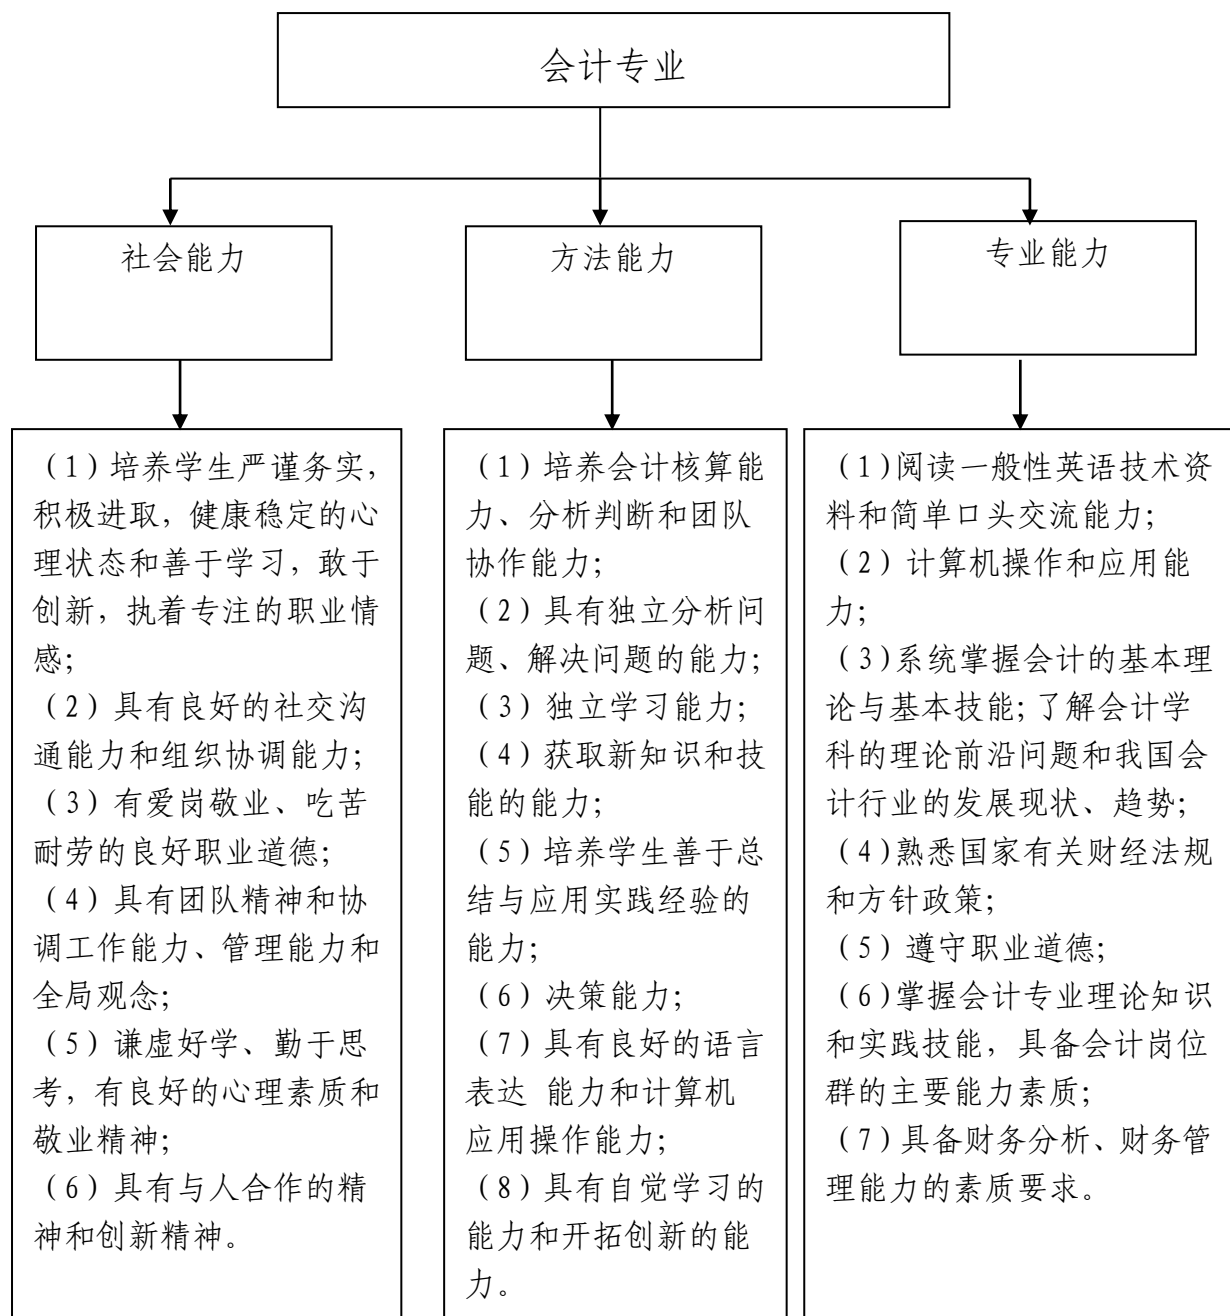 会计专业
社会能力
方法能力
专业能力
（1）培养学生严谨务实，
积极进取，健康稳定的心
理状态和善于学习，敢于
创新，执着专注的职业情
感；
（2）具有良好的社交沟
通能力和组织协调能力；
（3）有爱岗敬业、吃苦
耐劳的良好职业道德；
（4）具有团队精神和协
调工作能力、管理能力和
全局观念；
（5）谦虚好学、勤于思
考，有良好的心理素质和
敬业精神；
（6）具有与人合作的精
神和创新精神。
（1）培养会计核算能
力、分析判断和团队
协作能力；
（2）具有独立分析问
题、解决问题的能力；
（3）独立学习能力；
（4）获取新知识和技
能的能力；
（5）培养学生善于总
结与应用实践经验的
能力；
（6）决策能力；
（7）具有良好的语言
表达 能力和计算机
应用操作能力；
（8）具有自觉学习的
能力和开拓创新的能
力。
（1）阅读一般性英语技术资
料和简单口头交流能力；
（2）计算机操作和应用能
力；
（3）系统掌握会计的基本理
论与基本技能；了解会计学
科的理论前沿问题和我国会
计行业的发展现状、趋势；
（4）熟悉国家有关财经法规
和方针政策；
（5）遵守职业道德；
（6）掌握会计专业理论知识
和实践技能，具备会计岗位
群的主要能力素质；
（7）具备财务分析、财务管
理能力的素质要求。